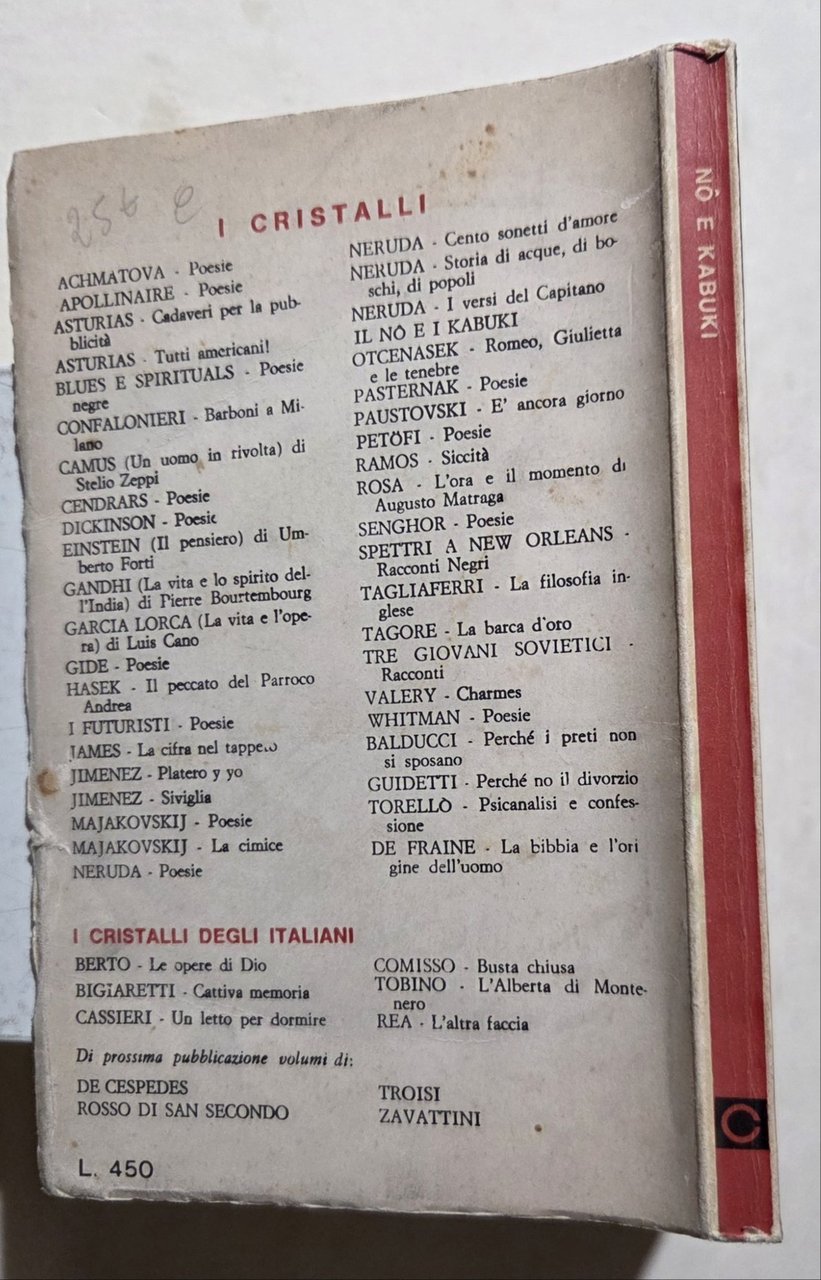 I CRISTALLI
ACHMATOVA - Poesie
APOLLINAIRE - Poesie
ASTURIAS - Cadaveri per la pub-
blicità
ASTURIAS - Tutti americani!
BLUES E SPIRITUALS - Poesie
negre
CONFALONIERI - Barboni a Mi-
lano
CAMUS (Un uomo in rivolta) di
Stelio Zeppi
CENDRARS - Poesie
DICKINSON - Poesie
EINSTEIN (Il pensiero) di Um-
berto Forti
GANDHI (La vita e lo spirito del-
l'India) di Pierre Bourtembourg
GARCIA LORCA (La vita e l'ope-
ra) di Luis Cano
GIDE - Poesie
HASEK - Il peccato del Parroco
Andrea
I FUTURISTI - Poesie
JAMES - La cifra nel tappeto
JIMENEZ - Platero y yo
JIMENEZ - Siviglia
MAJAKOVSKIJ - Poesie
MAJAKOVSKIJ - La cimice
NERUDA - Poesie
NERUDA - Cento sonetti d'amore
NERUDA - Storia di acque, di bo-
schi, di popoli
NERUDA - I versi del Capitano
IL NÔ E I KABUKI
OTCENASEK - Romeo, Giulietta
e le tenebre
PASTERNAK - Poesie
PAUSTOVSKI - E' ancora giorno
PETÖFI - Poesie
RAMOS - Siccità
ROSA - L'ora e il momento di
Augusto Matraga
SENGHOR - Poesie
SPETTRI A NEW ORLEANS -
Racconti Negri
TAGLIAFERRI - La filosofia in-
glese
TAGORE - La barca d'oro
TRE GIOVANI SOVIETICI -
Racconti
VALERY - Charmes
WHITMAN - Poesie
BALDUCCI - Perché i preti non
si sposano
GUIDETTI - Perché no il divorzio
TORELLÒ - Psicanalisi e confes-
sione
DE FRAINE - La bibbia e l'ori
gine dell'uomo
I CRISTALLI DEGLI ITALIANI
BERTO - Le opere di Dio
BIGIARETTI - Cattiva memoria
CASSIERI - Un letto per dormire
COMISSO - Busta chiusa
TOBINO - L'Alberta di Monte-
nero
REA - L'altra faccia
Di prossima pubblicazione volumi di:
DE CESPEDES
ROSSO DI SAN SECONDO
TROISI
ZAVATTINI
L. 450
NÔ E KABUKI